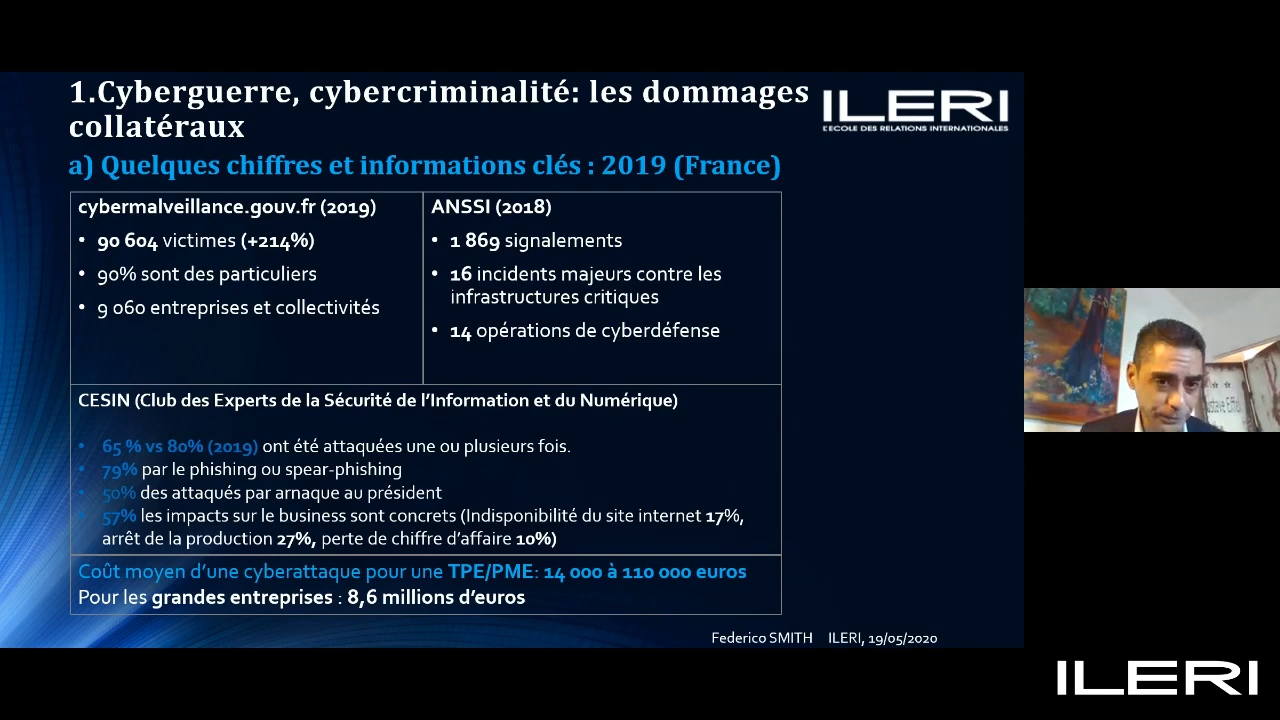 1.Cyberguerre, cybercriminalité: les dommages
collatéraux
ILERI
L'ECOLE DES RELATIONS INTERNATIONALES
a) Quelques chiffres et informations clés : 2019 (France)
cybermalveillance.gouv.fr (2019)
• 90 604 victimes (+214%)
• 90% sont des particuliers
• 9 060 entreprises et collectivités
ANSSI (2018)
• 1 869 signalements
• 16 incidents majeurs contre les
infrastructures critiques
• 14 opérations de cyberdéfense
CESIN (Club des Experts de la Sécurité de l'Information et du Numérique)
• 65 % vs 80% (2019) ont été attaquées une ou plusieurs fois.
• 79% par le phishing ou spear-phishing
• 50% des attaqués par arnaque au président
• 57% les impacts sur le business sont concrets (Indisponibilité du site internet 17%,
arrêt de la production 27%, perte de chiffre d'affaire 10%)
Coût moyen d'une cyberattaque pour une TPE/PME: 14 000 à 110 000 euros
Pour les grandes entreprises : 8,6 millions d'euros
Federico SMITH ILERI, 19/05/2020
ILERI